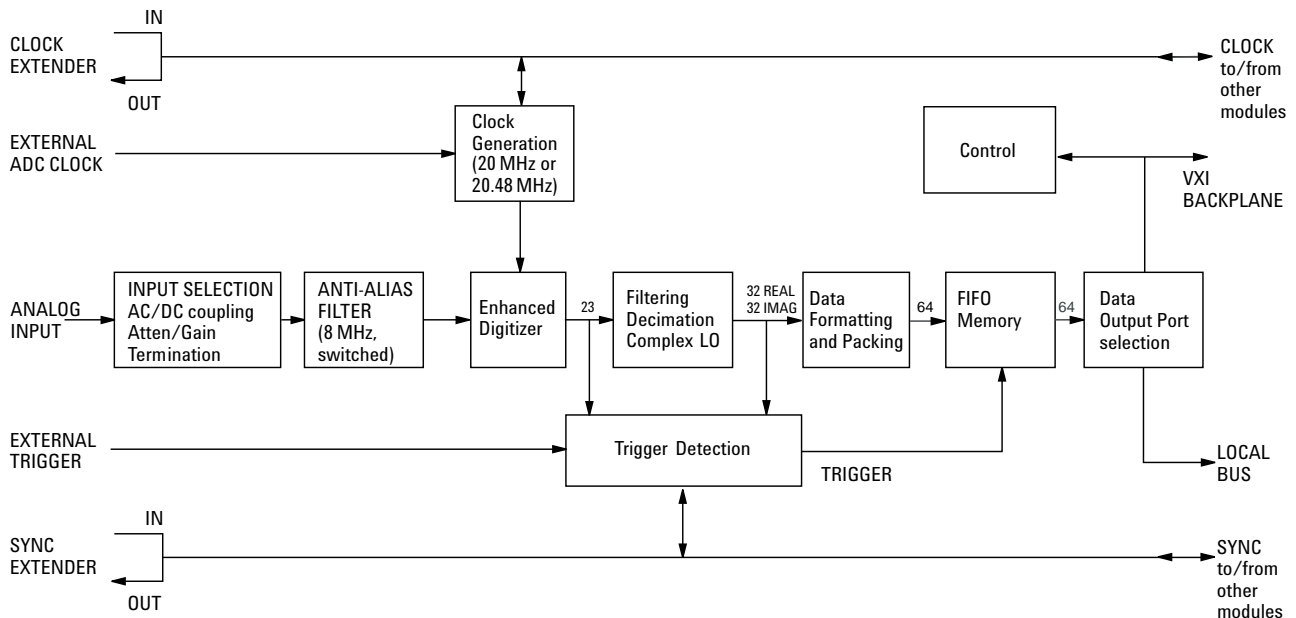 IN
CLOCK
EXTENDER
OUT
CLOCK
to/from
other
modules
EXTERNAL
ADC CLOCK
Clock
Generation
(20 MHz or
20.48 MHz)
Control
VXI
BACKPLANE
ANALOG
INPUT
INPUT SELECTION
AC/DC coupling
Atten/Gain
Termination
ANTI-ALIAS
FILTER
(8 MHz,
switched)
Enhanced
Digitizer
23
Filtering
Decimation
Complex LO
32 REAL
32 IMAG
Data
Formatting
and Packing
64
FIFO
Memory
64
Data
Output Port
selection
EXTERNAL
TRIGGER
Trigger Detection
TRIGGER
LOCAL
BUS
IN
SYNC
EXTENDER
OUT
SYNC
to/from
other
modules